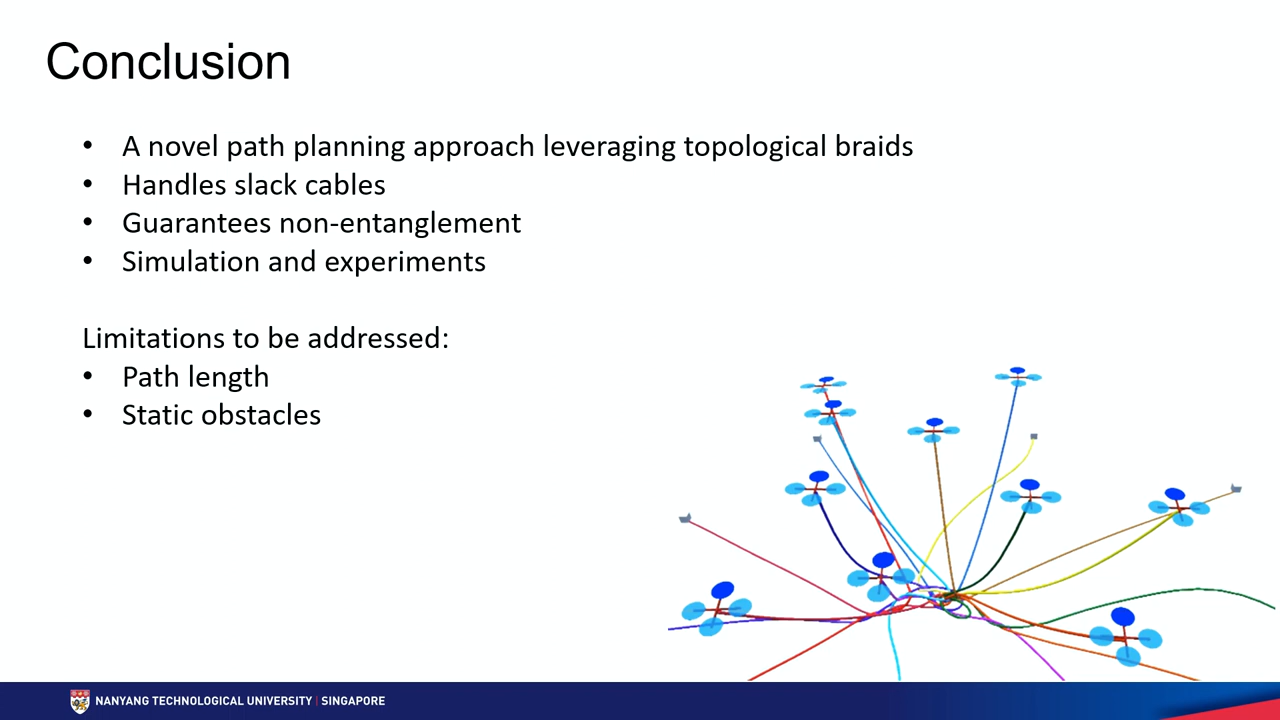 Conclusion
• A novel path planning approach leveraging topological braids
• Handles slack cables
• Guarantees non-entanglement
• Simulation and experiments
Limitations to be addressed:
• Path length
• Static obstacles
NANYANG TECHNOLOGICAL UNIVERSITY | SINGAPORE